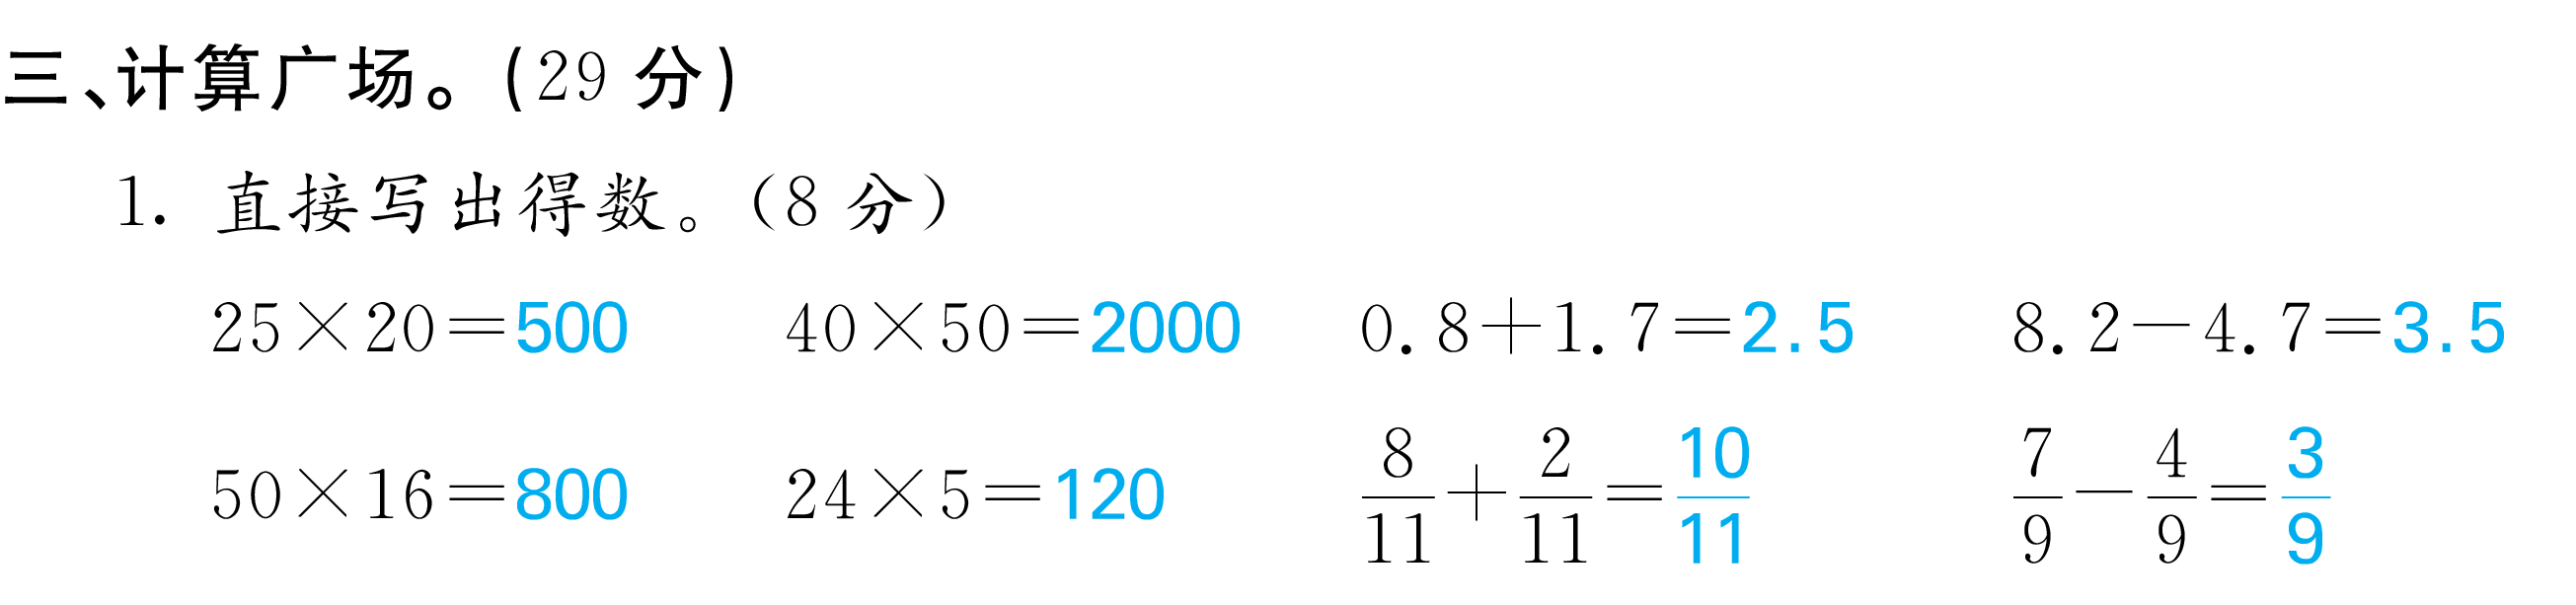 三、计算广场。(29 分)
1. 直接写出得数。(8 分)
25×20=500 40×50=2000 0.8+1.7=2.5 8.2-4.7=3.5
50×16=800 24×5=120 8/11+2/11=10/11 7/9-4/9=3/9